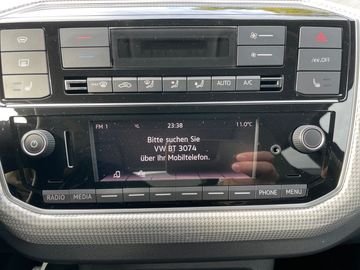 AUTO
A/C
ON/OFF
FM 1
23:38
11.0°C
Bitte suchen Sie
VW BT 3074
über Ihr Mobiltelefon.
RADIO
MEDIA
PHONE
MENU